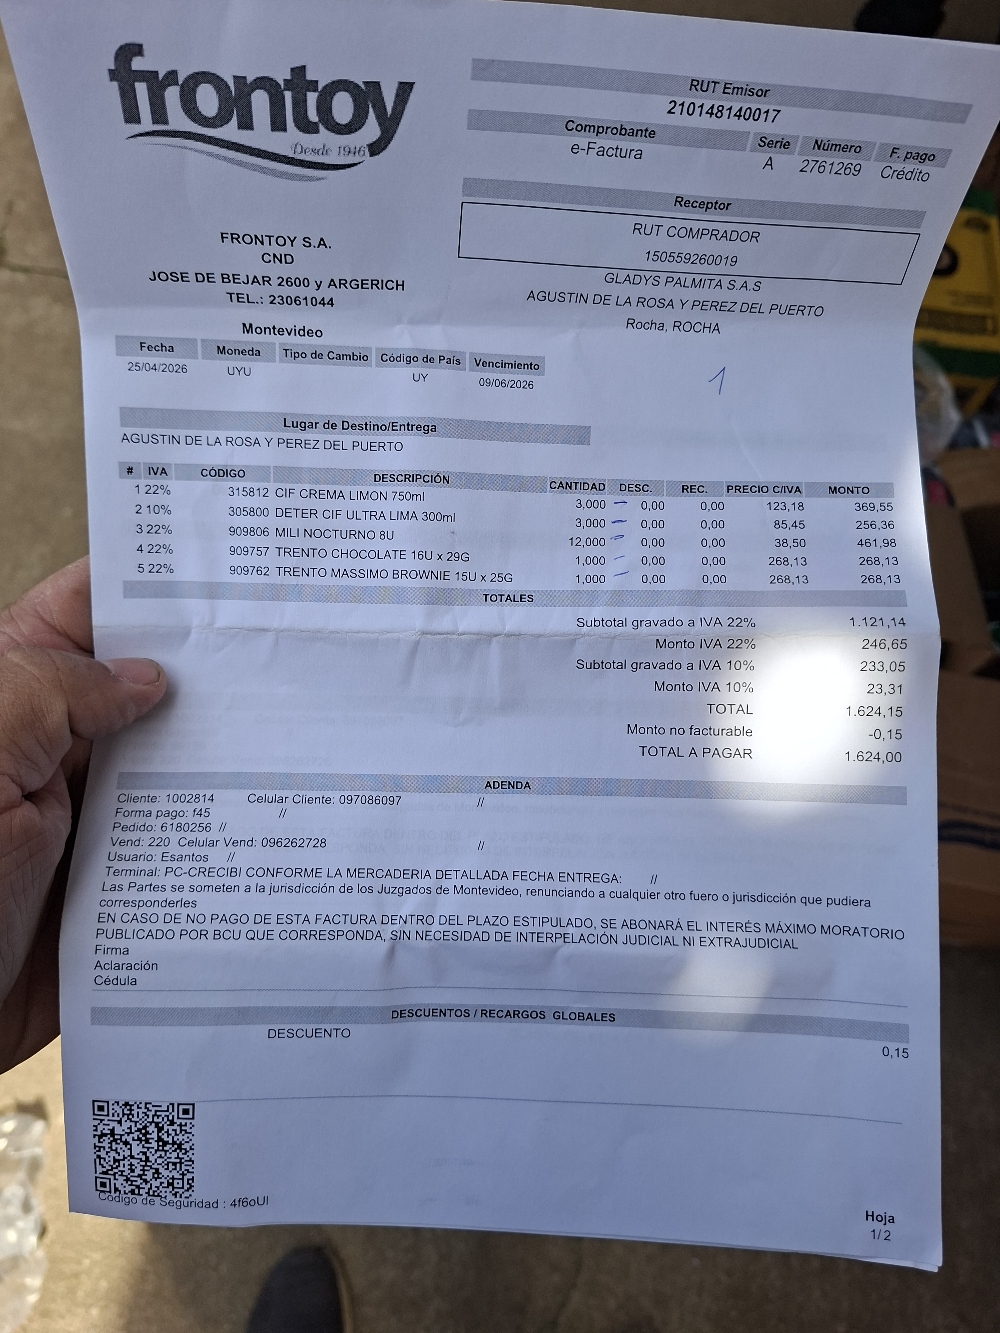 frontoy
Desde 1946
RUT Emisor
210148140017
Comprobante Serie Número F. pago
e-Factura A 2761269 Crédito
Receptor
RUT COMPRADOR
150559260019
GLADYS PALMITA S.A.S
AGUSTIN DE LA ROSA Y PEREZ DEL PUERTO
Rocha, ROCHA
FRONTOY S.A.
CND
JOSE DE BEJAR 2600 y ARGERICH
TEL.: 23061044
Montevideo
Fecha Moneda Tipo de Cambio Código de País Vencimiento
25/04/2026 UYU UY 09/06/2026
1
Lugar de Destino/Entrega
AGUSTIN DE LA ROSA Y PEREZ DEL PUERTO
# IVA CÓDIGO DESCRIPCIÓN CANTIDAD DESC. REC. PRECIO C/IVA MONTO
1 22% 315812 CIF CREMA LIMON 750ml 3,000 0,00 0,00 123,18 369,55
2 10% 305800 DETER CIF ULTRA LIMA 300ml 3,000 0,00 0,00 85,45 256,36
3 22% 909806 MILI NOCTURNO 8U 12,000 0,00 0,00 38,50 461,98
4 22% 909757 TRENTO CHOCOLATE 16U x 29G 1,000 0,00 0,00 268,13 268,13
5 22% 909762 TRENTO MASSIMO BROWNIE 15U x 25G 1,000 0,00 0,00 268,13 268,13
TOTALES
Subtotal gravado a IVA 22% 1.121,14
Monto IVA 22% 246,65
Subtotal gravado a IVA 10% 233,05
Monto IVA 10% 23,31
TOTAL 1.624,15
Monto no facturable -0,15
TOTAL A PAGAR 1.624,00
ADENDA
Cliente: 1002814 Celular Cliente: 097086097 //
Forma pago: f45 //
Pedido: 6180256 //
Vend: 220 Celular Vend: 096262728 //
Usuario: Esantos //
Terminal: PC-CRECIBI CONFORME LA MERCADERIA DETALLADA FECHA ENTREGA: //
Las Partes se someten a la jurisdicción de los Juzgados de Montevideo, renunciando a cualquier otro fuero o jurisdicción que pudiera
corresponderles
EN CASO DE NO PAGO DE ESTA FACTURA DENTRO DEL PLAZO ESTIPULADO, SE ABONARÁ EL INTERÉS MÁXIMO MORATORIO
PUBLICADO POR BCU QUE CORRESPONDA, SIN NECESIDAD DE INTERPELACIÓN JUDICIAL NI EXTRAJUDICIAL
Firma
Aclaración
Cédula
DESCUENTOS / RECARGOS GLOBALES
DESCUENTO 0,15
Código de Seguridad : 4f6oUI
Hoja
1/2